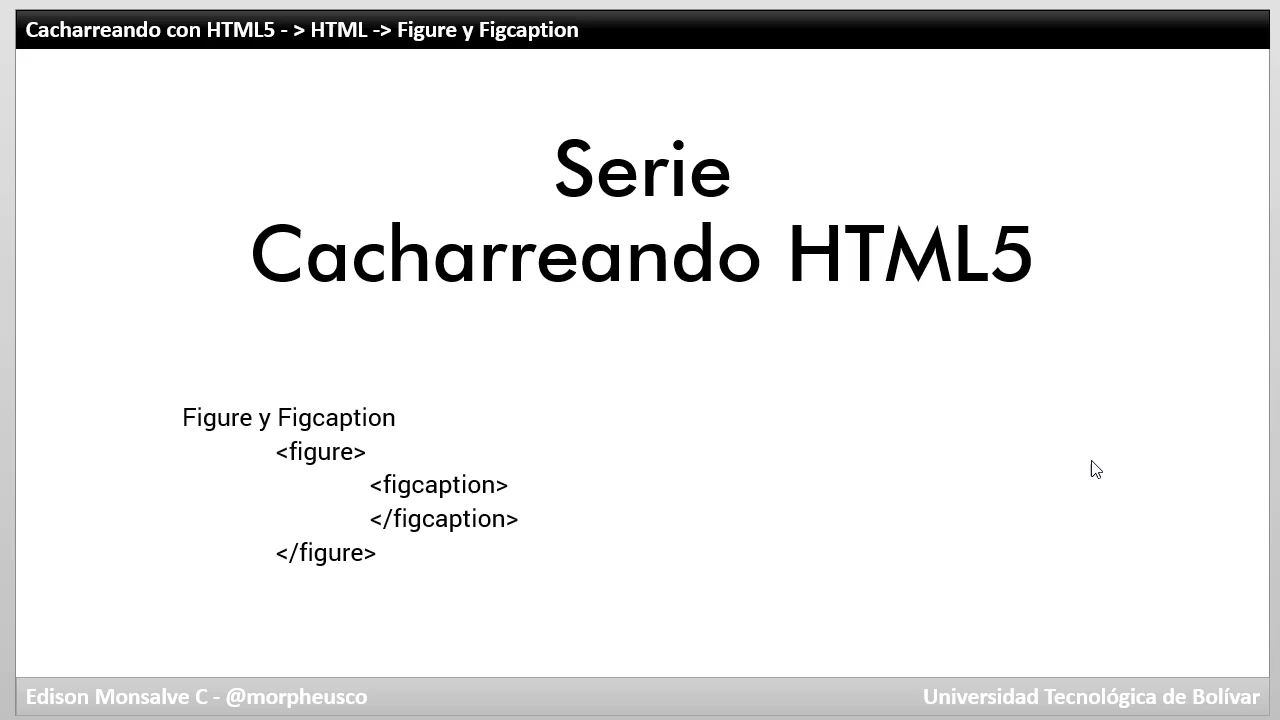 Cacharreando con HTML5 - > HTML -> Figure y Figcaption
Serie
Cacharreando HTML5
Figure y Figcaption
<figure>
<figcaption>
</figcaption>
</figure>
Edison Monsalve C - @morpheusco
Universidad Tecnológica de Bolívar